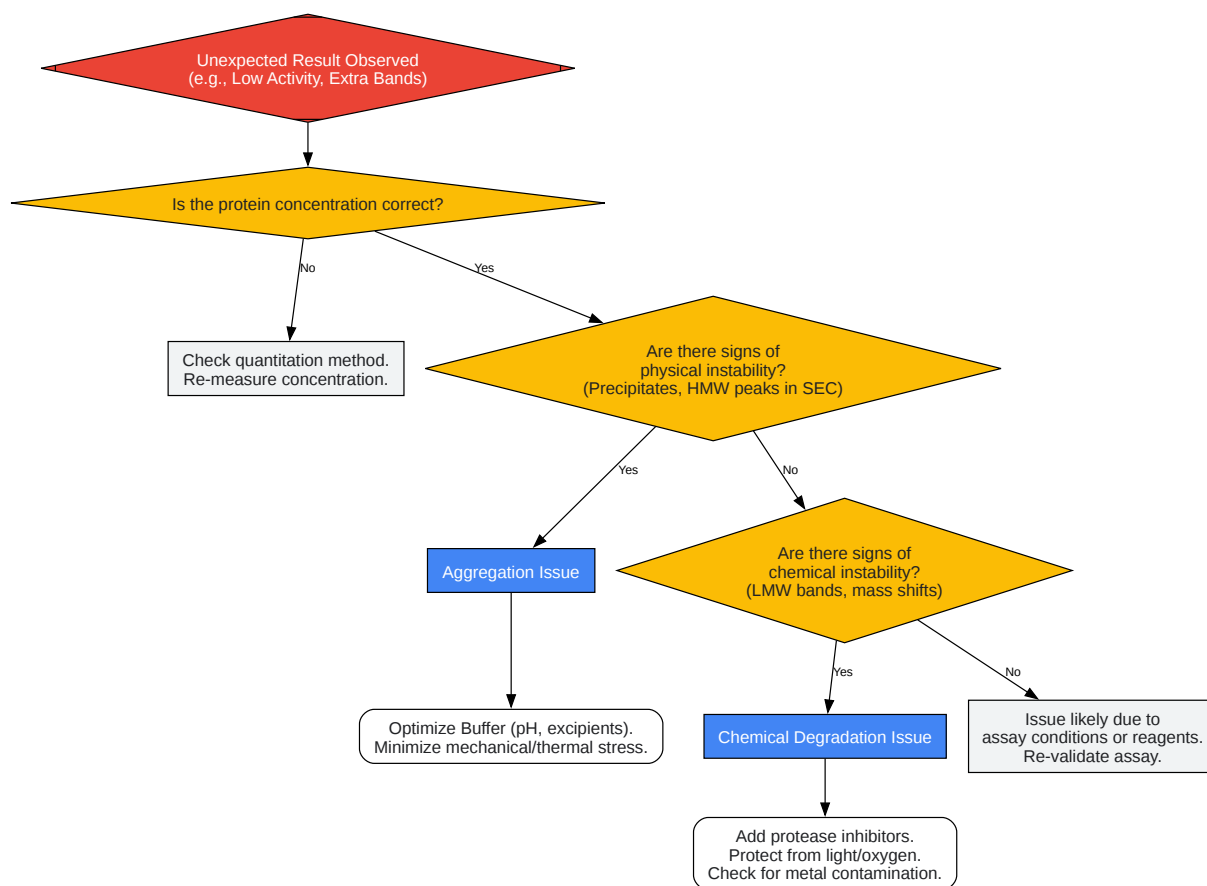 Unexpected Result Observed
(e.g., Low Activity, Extra Bands)
Is the protein concentration correct?
No
Yes
Check quantitation method.
Re-measure concentration.
Are there signs of
physical instability?
(Precipitates, HMW peaks in SEC)
Yes
No
Aggregation Issue
Are there signs of
chemical instability?
(LMW bands, mass shifts)
Yes
No
Optimize Buffer (pH, excipients).
Minimize mechanical/thermal stress.
Chemical Degradation Issue
Issue likely due to
assay conditions or reagents.
Re-validate assay.
Add protease inhibitors.
Protect from light/oxygen.
Check for metal contamination.